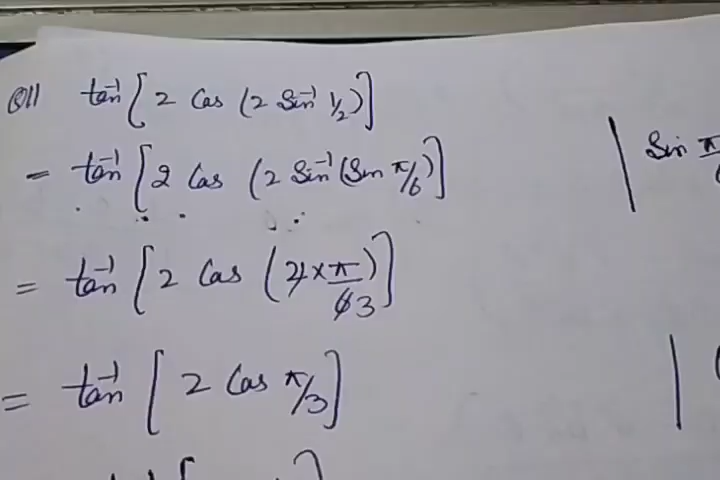 Q11 tan⁻¹[2 Cos (2 Sin⁻¹ 1/2)]
= tan⁻¹[2 Cos (2 Sin⁻¹(Sin π/6)] | Sin π
= tan⁻¹[2 Cos (2×π/6 3)]
= tan⁻¹[2 Cos π/3]